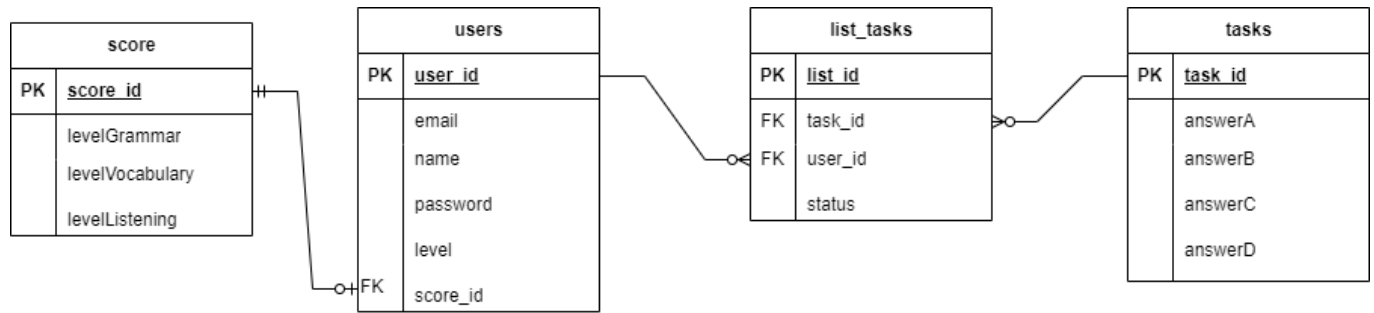 score
PK score_id
levelGrammar
levelVocabulary
levelListening
users
PK user_id
email
name
password
level
FK score_id
list_tasks
PK list_id
FK task_id
FK user_id
status
tasks
PK task_id
answerA
answerB
answerC
answerD